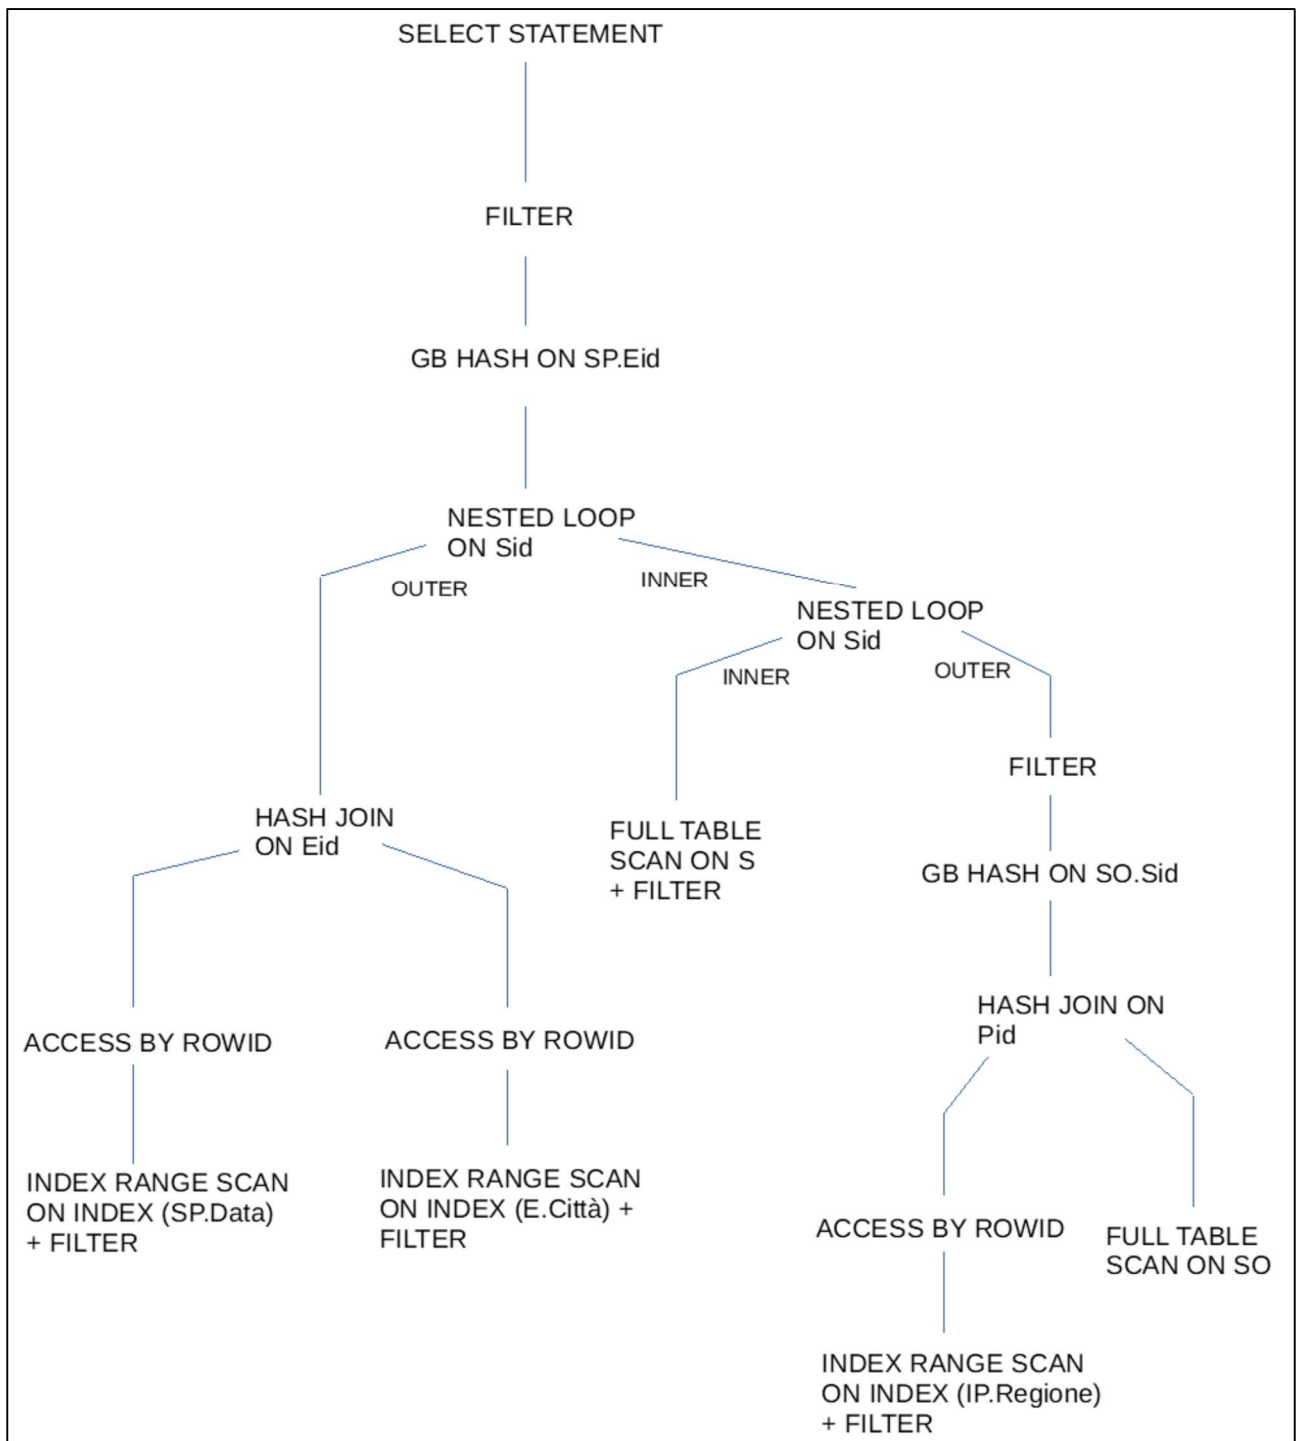 SELECT STATEMENT
FILTER
GB HASH ON SP.Eid
NESTED LOOP
ON Sid
OUTER
INNER
NESTED LOOP
ON Sid
INNER
OUTER
FILTER
HASH JOIN
ON Eid
FULL TABLE
SCAN ON S
+ FILTER
GB HASH ON SO.Sid
HASH JOIN ON
Pid
ACCESS BY ROWID
ACCESS BY ROWID
INDEX RANGE SCAN
ON INDEX (SP.Data)
+ FILTER
INDEX RANGE SCAN
ON INDEX (E.Città) +
FILTER
ACCESS BY ROWID
FULL TABLE
SCAN ON SO
INDEX RANGE SCAN
ON INDEX (IP.Regione)
+ FILTER